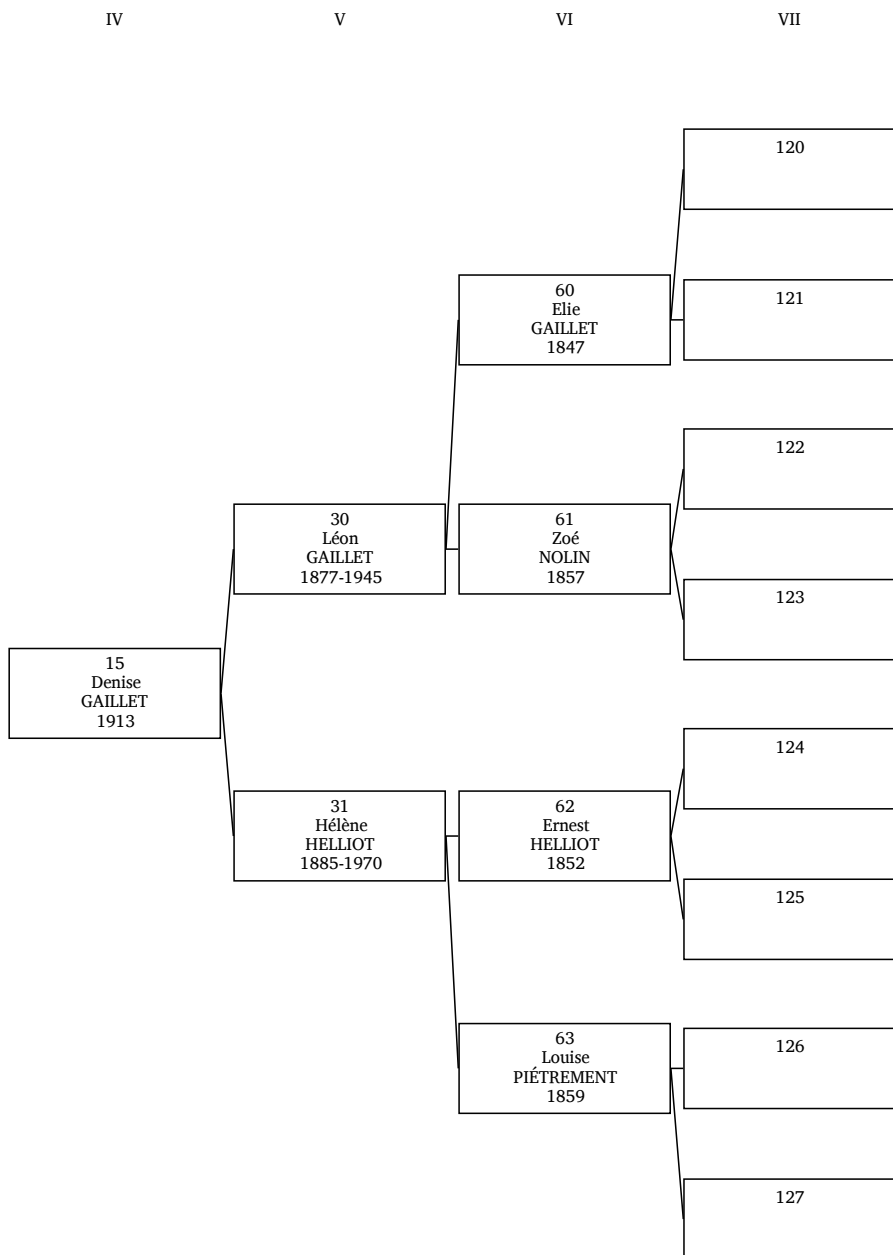 IV V VI VII
120
60
Elie
GAILLET
1847
121
122
30
Léon
GAILLET
1877-1945
61
Zoé
NOLIN
1857
123
15
Denise
GAILLET
1913
124
31
Hélène
HELLIOT
1885-1970
62
Ernest
HELLIOT
1852
125
63
Louise
PIÉTREMENT
1859
126
127